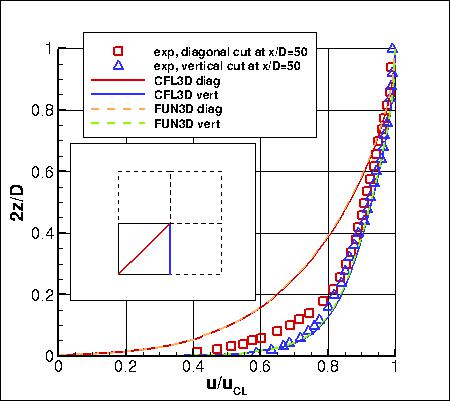 exp, diagonal cut at x/D=50
exp, vertical cut at x/D=50
CFL3D diag
CFL3D vert
FUN3D diag
FUN3D vert
2z/D
1
0.8
0.6
0.4
0.2
0
0 0.2 0.4 0.6 0.8 1
u/uCL